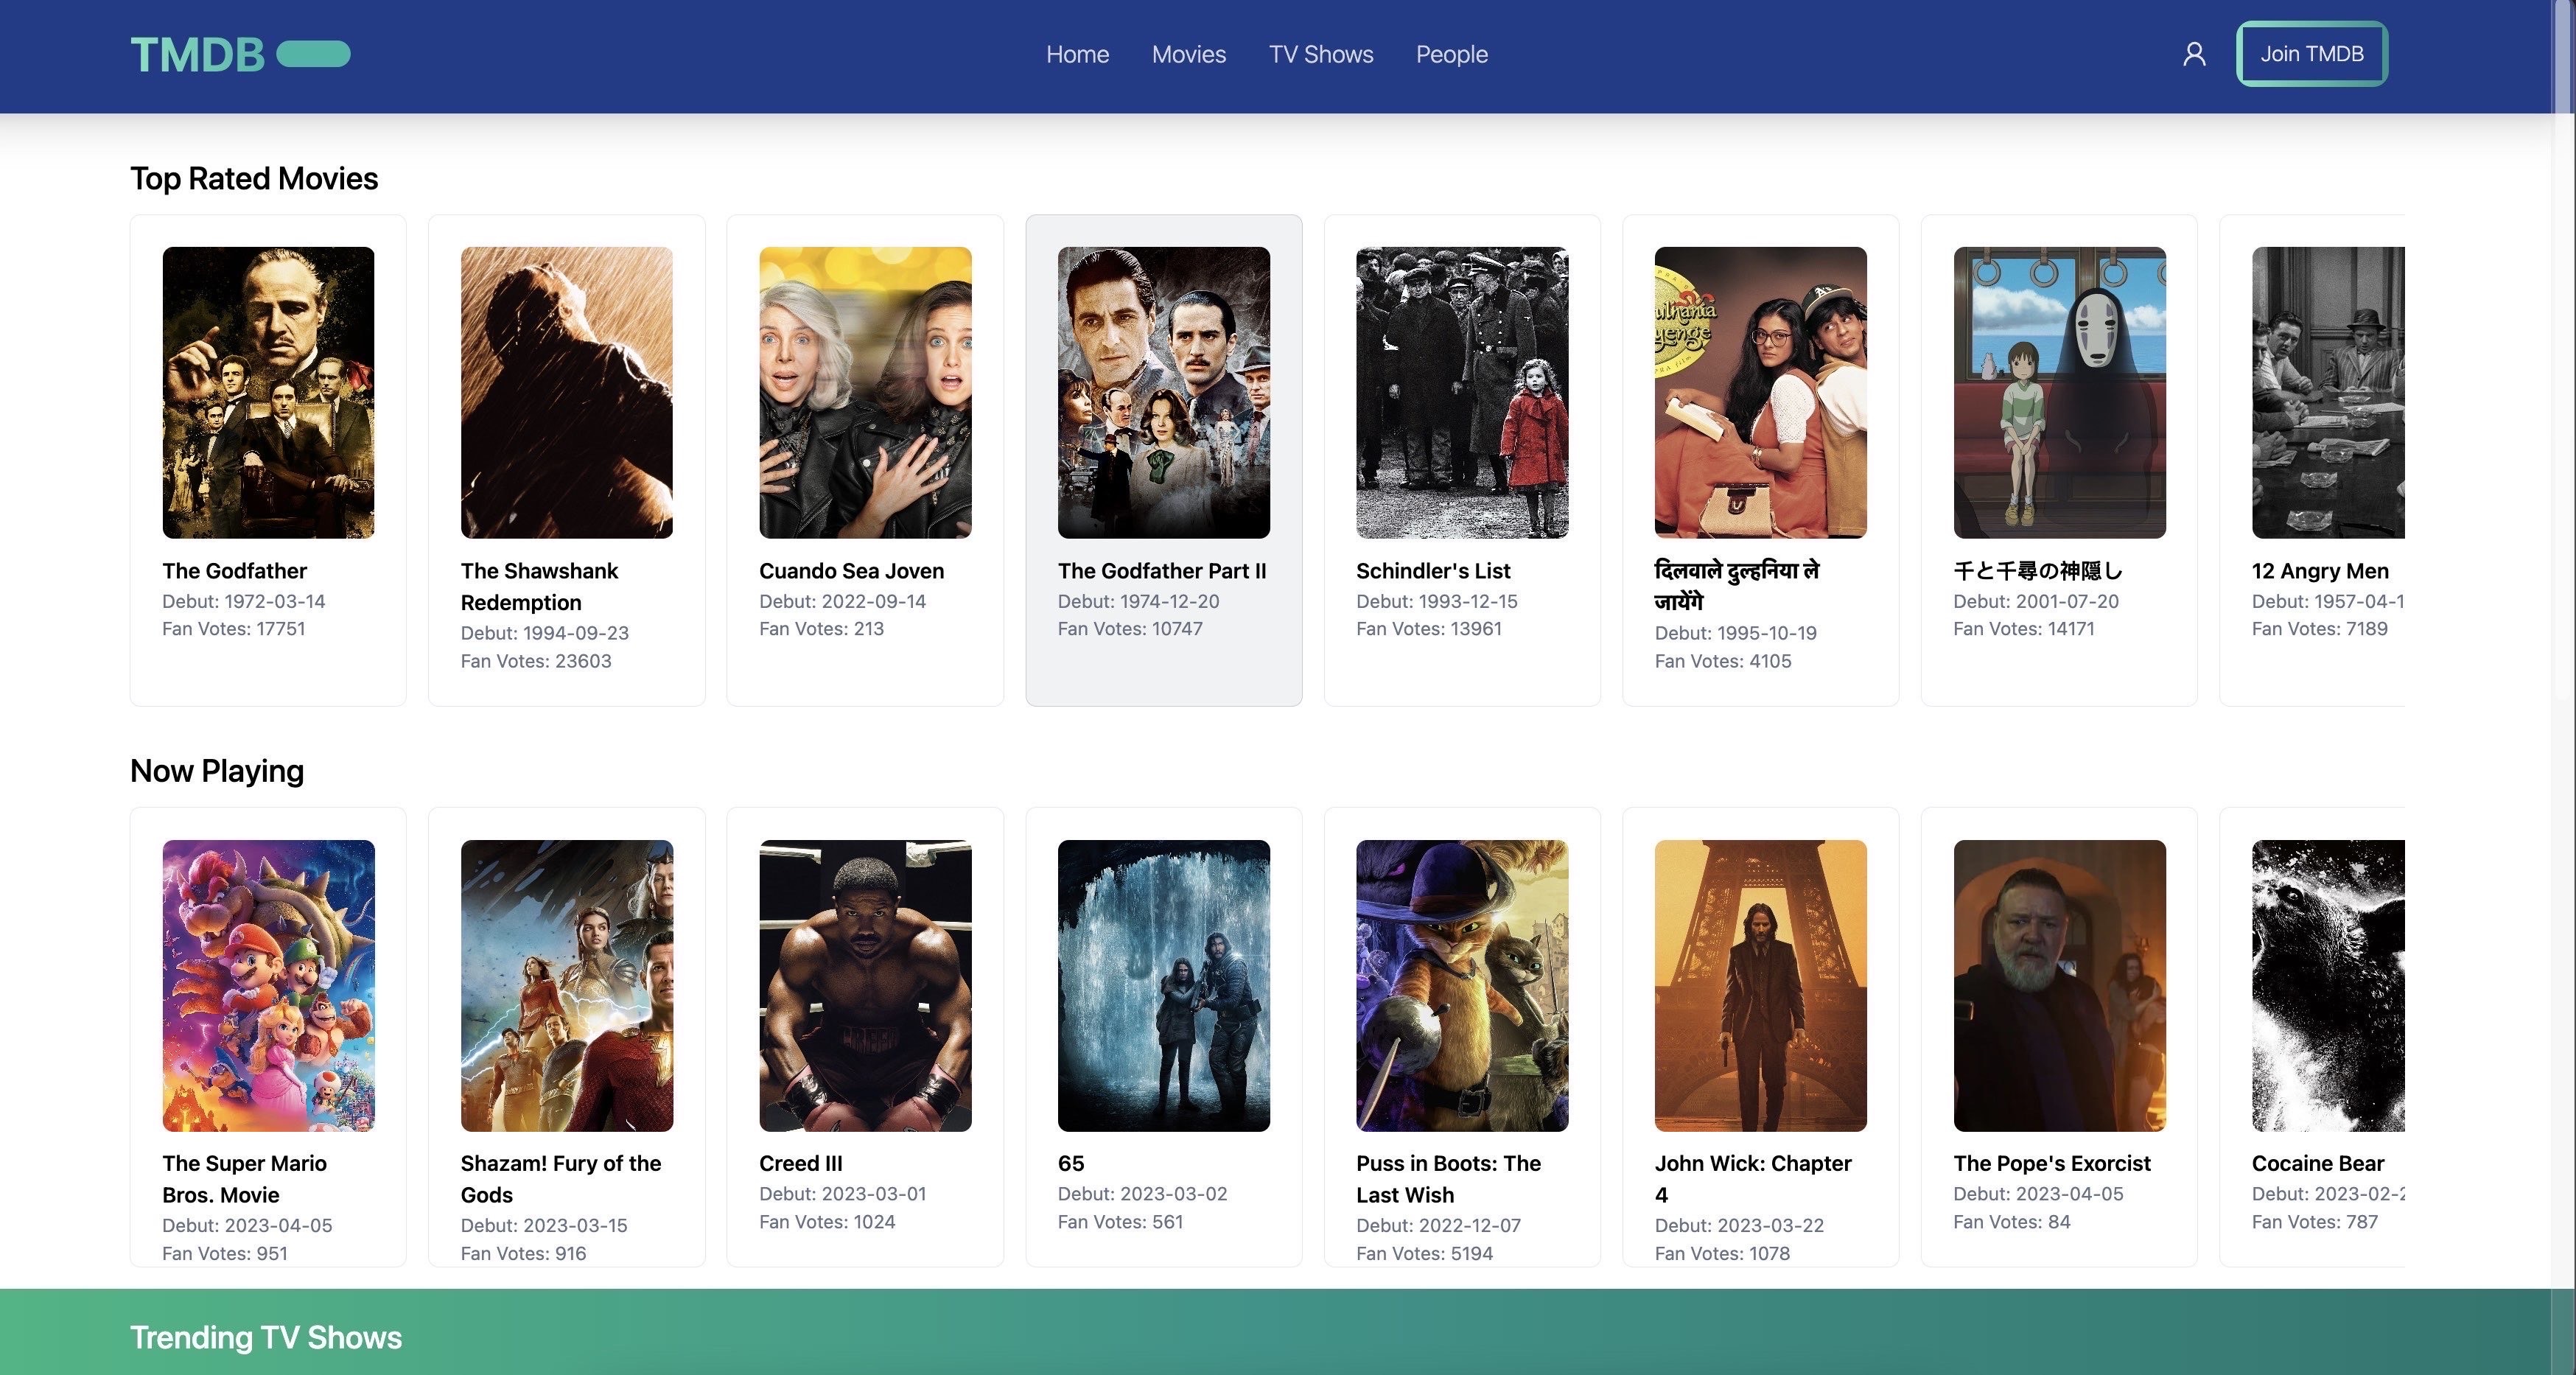 TMDB
Home Movies TV Shows People
Join TMDB
Top Rated Movies
The Godfather
Debut: 1972-03-14
Fan Votes: 17751
The Shawshank
Redemption
Debut: 1994-09-23
Fan Votes: 23603
Cuando Sea Joven
Debut: 2022-09-14
Fan Votes: 213
The Godfather Part II
Debut: 1974-12-20
Fan Votes: 10747
Schindler's List
Debut: 1993-12-15
Fan Votes: 13961
दिलवाले दुल्हनिया ले
जायेंगे
Debut: 1995-10-19
Fan Votes: 4105
千と千尋の神隠し
Debut: 2001-07-20
Fan Votes: 14171
12 Angry Men
Debut: 1957-04-1
Fan Votes: 7189
Now Playing
The Super Mario
Bros. Movie
Debut: 2023-04-05
Fan Votes: 951
Shazam! Fury of the
Gods
Debut: 2023-03-15
Fan Votes: 916
Creed III
Debut: 2023-03-01
Fan Votes: 1024
65
Debut: 2023-03-02
Fan Votes: 561
Puss in Boots: The
Last Wish
Debut: 2022-12-07
Fan Votes: 5194
John Wick: Chapter
4
Debut: 2023-03-22
Fan Votes: 1078
The Pope's Exorcist
Debut: 2023-04-05
Fan Votes: 84
Cocaine Bear
Debut: 2023-02-2
Fan Votes: 787
Trending TV Shows